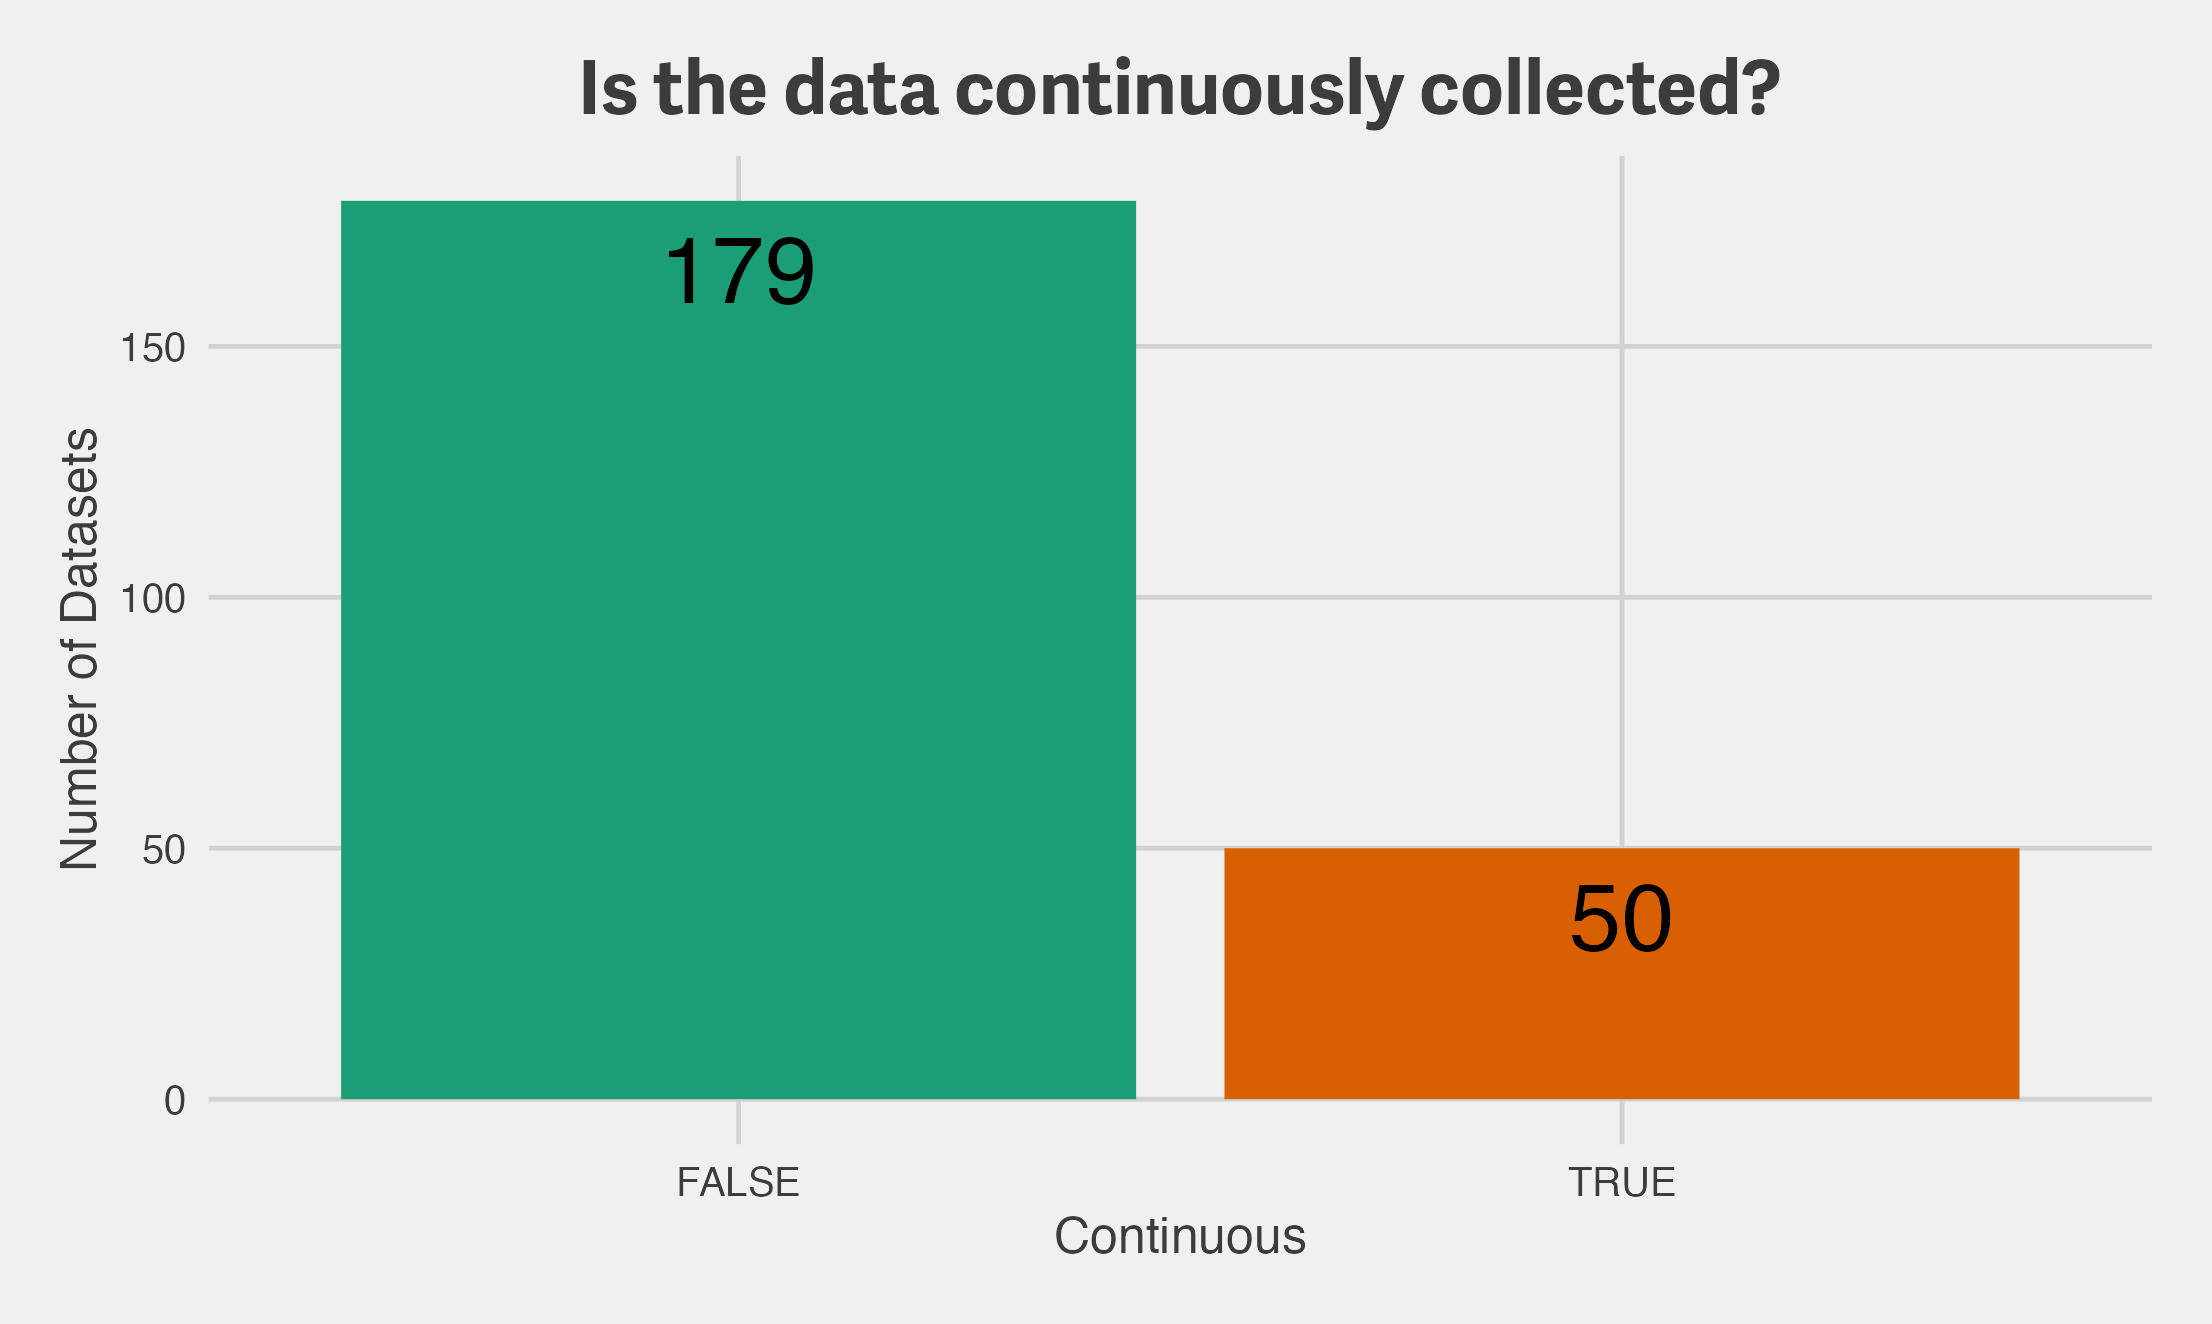 Is the data continuously collected?
179
150
Number of Datasets
100
50
50
0
FALSE
TRUE
Continuous